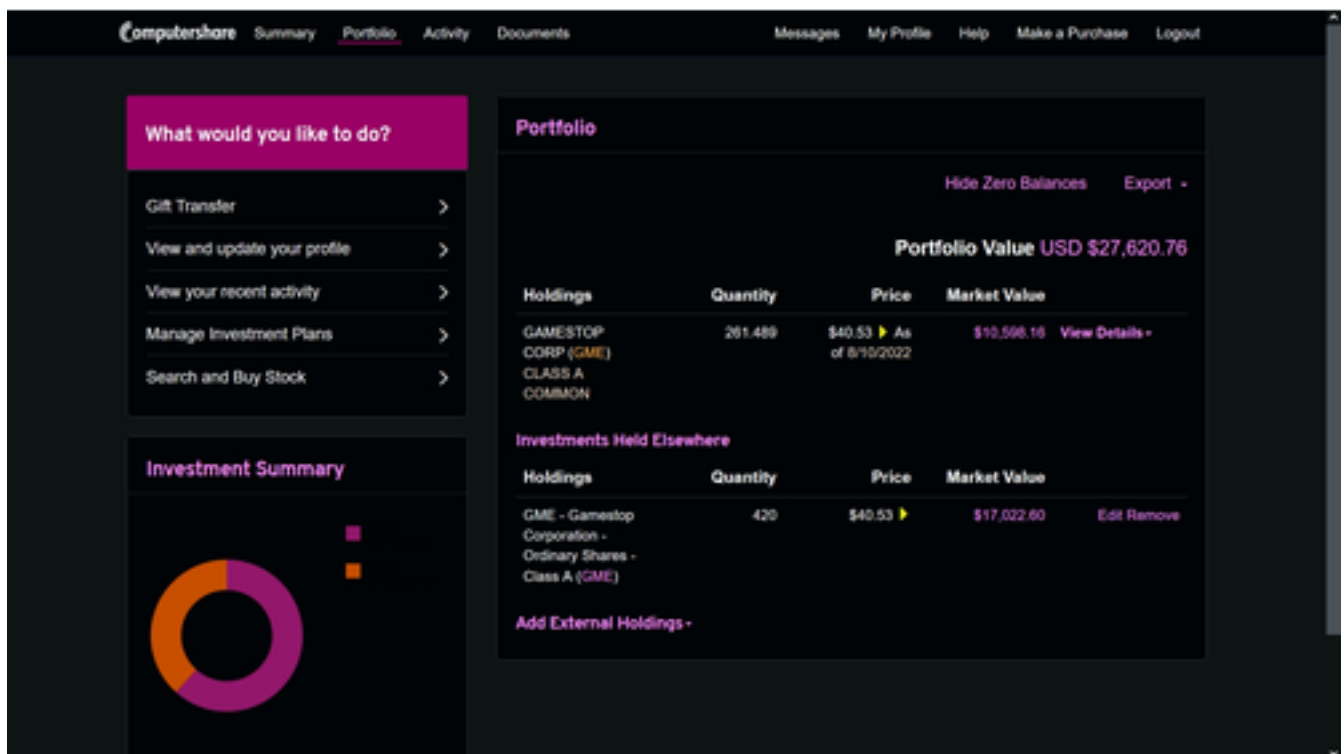 Computershare Summary Portfolio Activity Documents Messages My Profile Help Make a Purchase Logout
What would you like to do?
Gift Transfer
View and update your profile
View your recent activity
Manage Investment Plans
Search and Buy Stock
Investment Summary
Portfolio
Hide Zero Balances Export
Portfolio Value USD $27,620.76
Holdings Quantity Price Market Value
GAMESTOP 261.489 $40.53 As $10,598.16 View Details
CORP (GME) of 8/10/2022
CLASS A
COMMON
Investments Held Elsewhere
Holdings Quantity Price Market Value
GME - Gamestop 420 $40.53 $17,022.60 Edit Remove
Corporation -
Ordinary Shares -
Class A (GME)
Add External Holdings